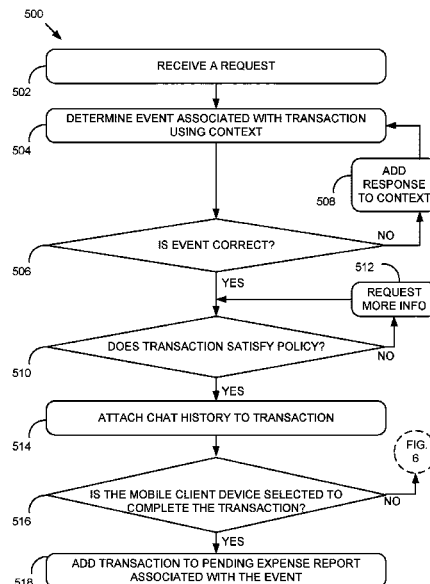 500
RECEIVE A REQUEST
502
DETERMINE EVENT ASSOCIATED WITH TRANSACTION
USING CONTEXT
504
ADD
RESPONSE
TO CONTEXT
508
IS EVENT CORRECT?
NO
506
YES
512
REQUEST
MORE INFO
DOES TRANSACTION SATISFY POLICY?
NO
510
YES
ATTACH CHAT HISTORY TO TRANSACTION
514
FIG.
6
IS THE MOBILE CLIENT DEVICE SELECTED TO
COMPLETE THE TRANSACTION?
NO
516
YES
ADD TRANSACTION TO PENDING EXPENSE REPORT
ASSOCIATED WITH THE EVENT
518